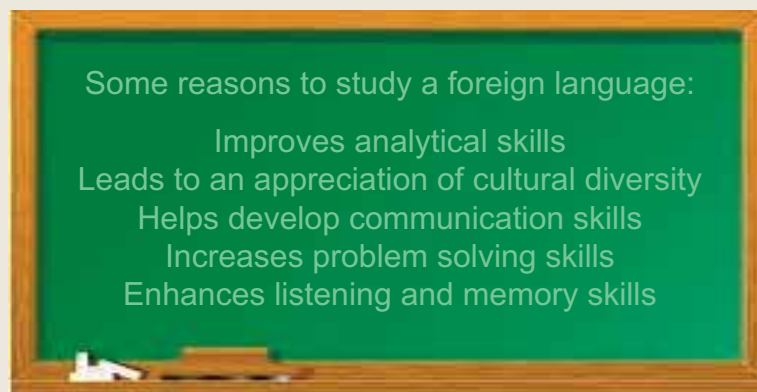 Some reasons to study a foreign language:
Improves analytical skills
Leads to an appreciation of cultural diversity
Helps develop communication skills
Increases problem solving skills
Enhances listening and memory skills